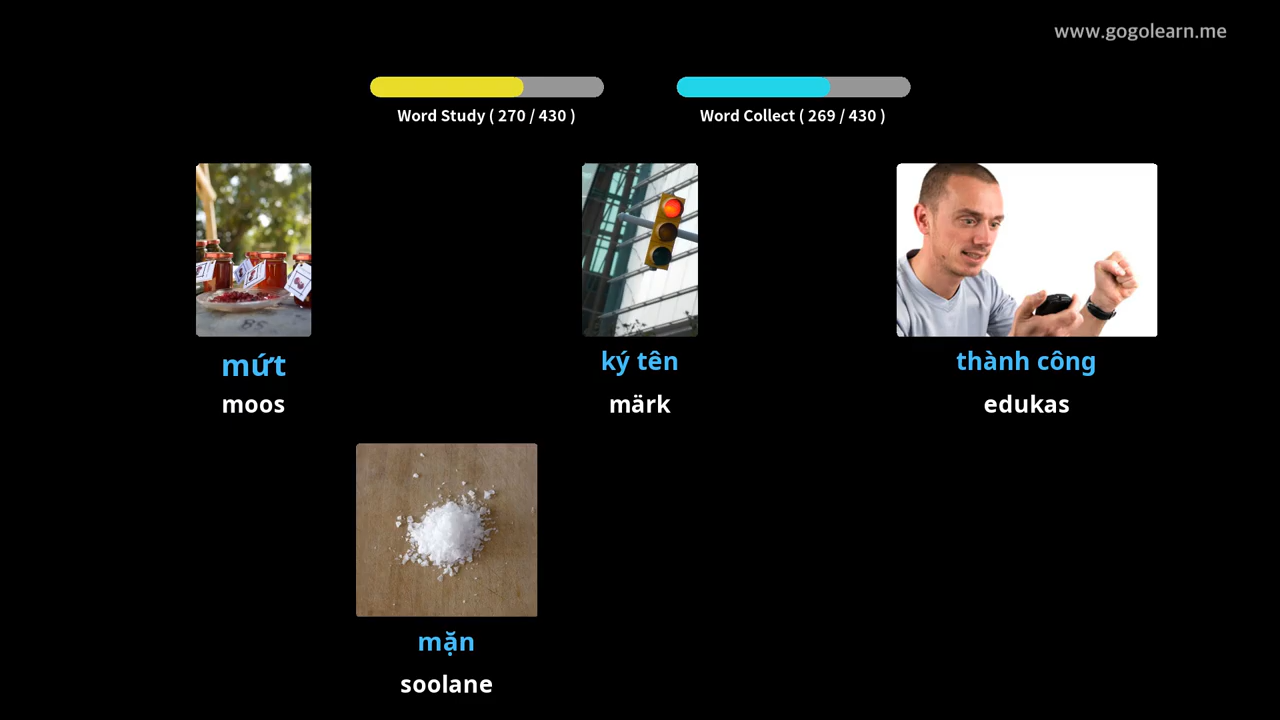 www.gogolearn.me
Word Study ( 270 / 430 )
Word Collect ( 269 / 430 )
mứt
moos
ký tên
märk
thành công
edukas
mặn
soolane